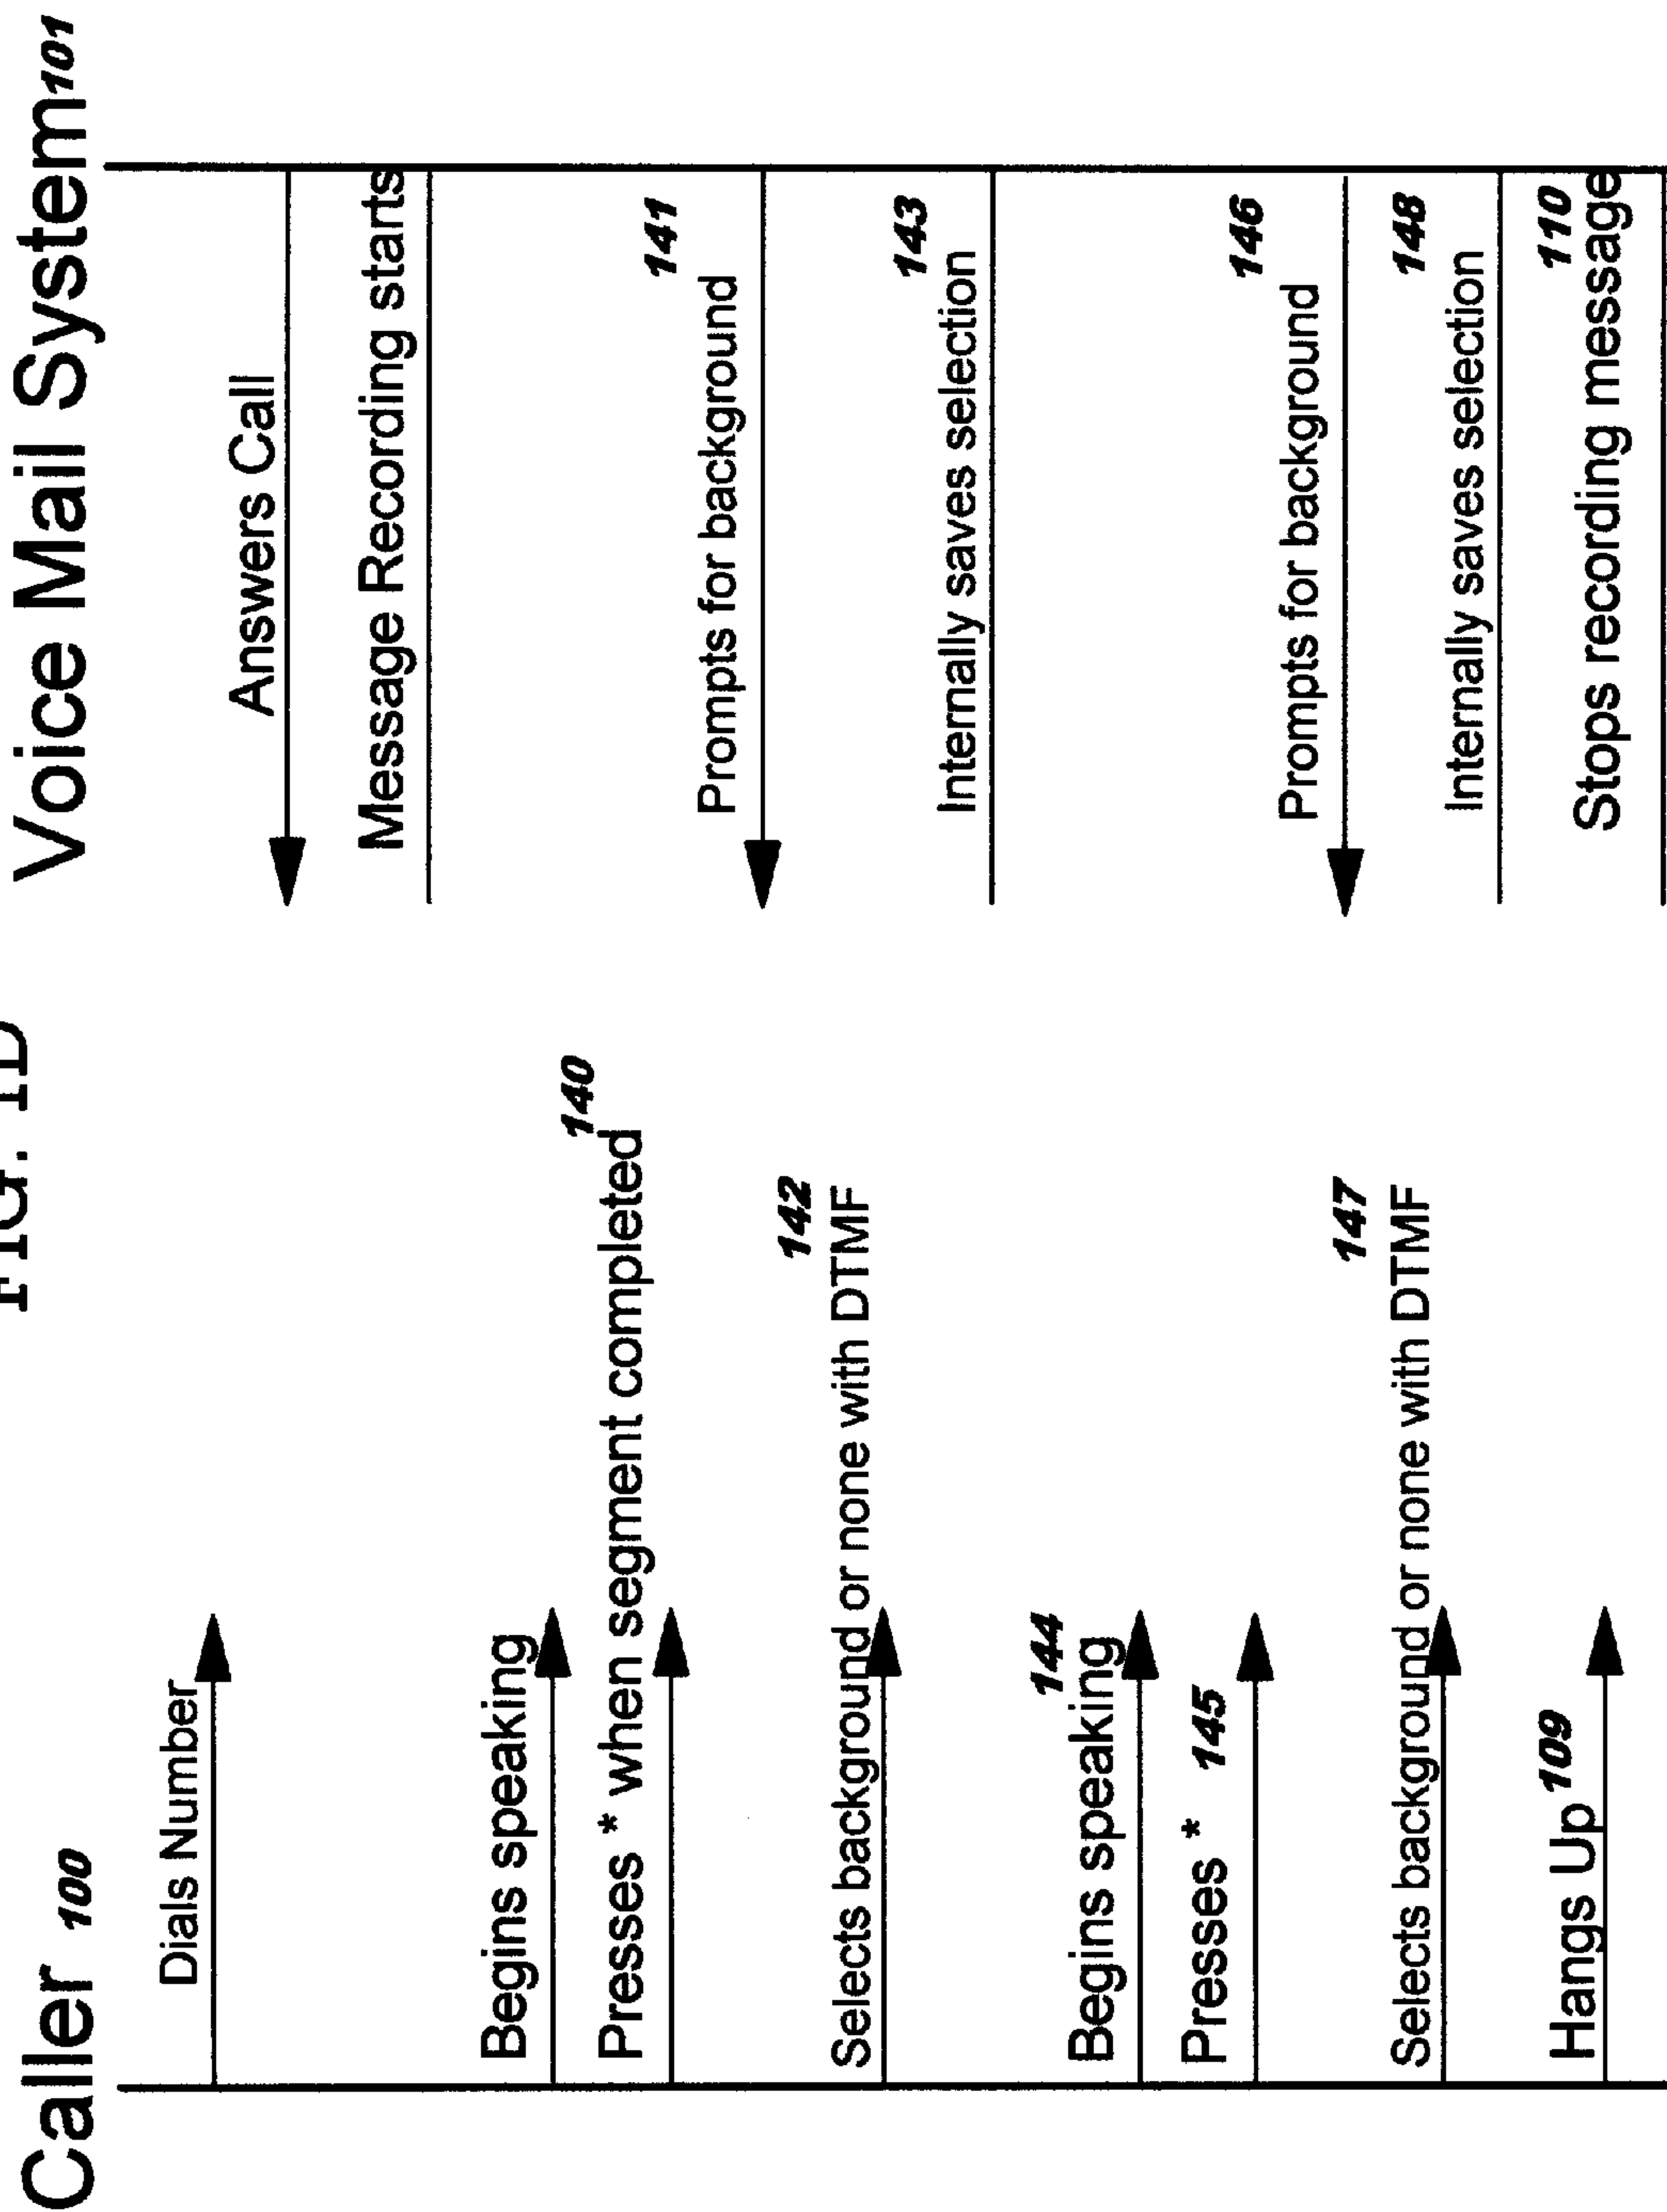 FIG. 1D
Caller 100
Voice Mail System 101
Dials Number
Answers Call
Message Recording starts
Begins speaking
140
Presses * when segment completed
141
Prompts for background
142
Selects background or none with DTMF
143
Internally saves selection
144
Begins speaking
Presses * 145
146
Prompts for background
147
Selects background or none with DTMF
148
Internally saves selection
Hangs Up 109
110
Stops recording message